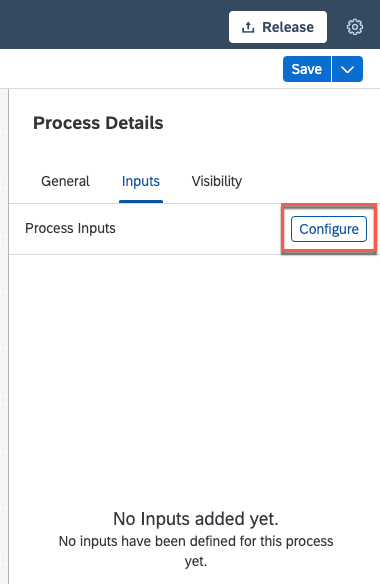 Release
Save
Process Details
General Inputs Visibility
Process Inputs Configure
No Inputs added yet.
No inputs have been defined for this process
yet.